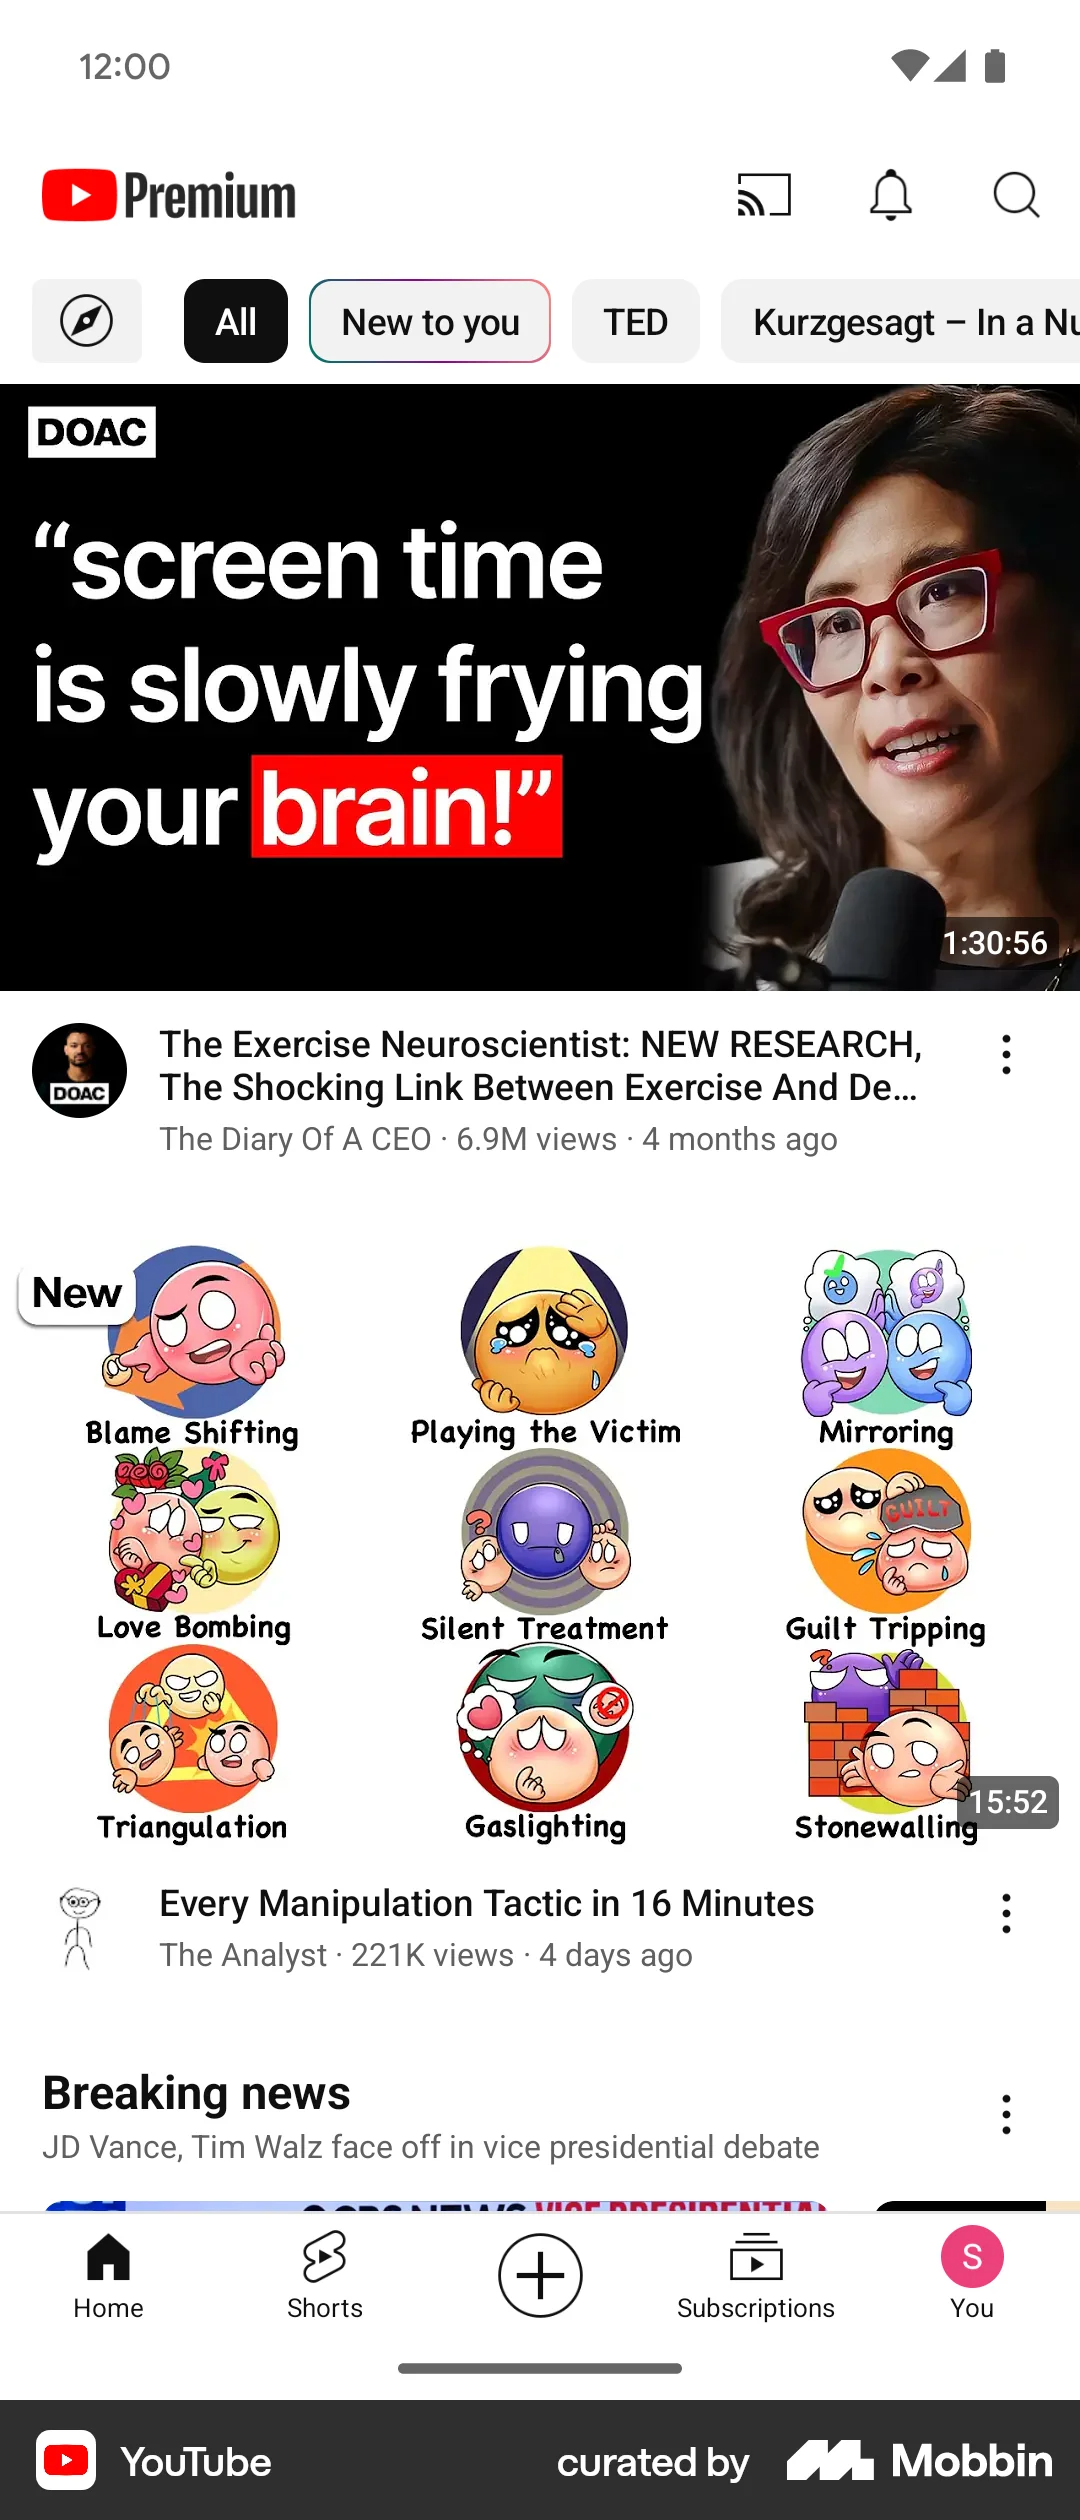 12:00
Premium
All
New to you
TED
Kurzgesagt – In a Nu
DOAC
“screen time
is slowly frying
your brain!”
1:30:56
DOAC
The Exercise Neuroscientist: NEW RESEARCH,
The Shocking Link Between Exercise And De...
The Diary Of A CEO · 6.9M views · 4 months ago
New
Blame Shifting
Playing the Victim
Mirroring
GUILT
Love Bombing
Silent Treatment
Guilt Tripping
Triangulation
Gaslighting
Stonewalling
15:52
Every Manipulation Tactic in 16 Minutes
The Analyst · 221K views · 4 days ago
Breaking news
JD Vance, Tim Walz face off in vice presidential debate
CBS NEWS VICE PRESIDENTIAL
Home
Shorts
Subscriptions
S
You
YouTube
curated by
Mobbin